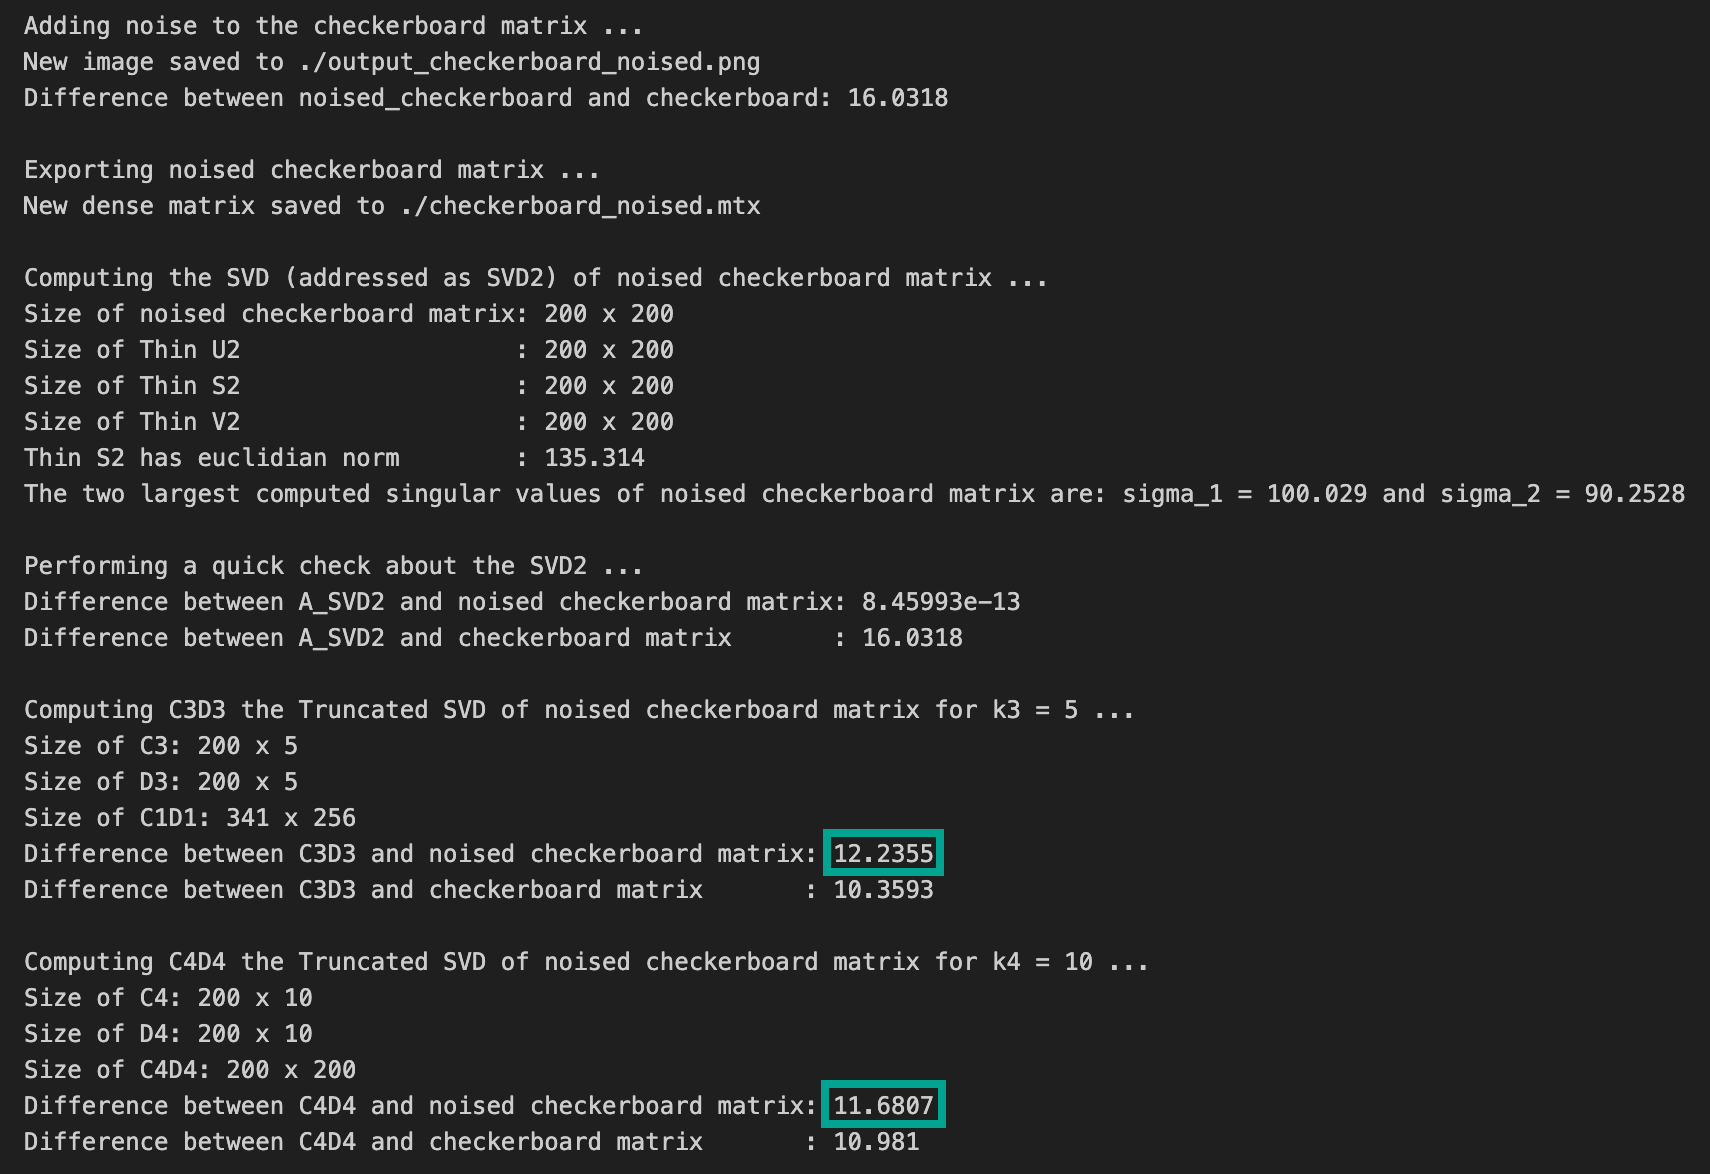 Adding noise to the checkerboard matrix ...
New image saved to ./output_checkerboard_noised.png
Difference between noised_checkerboard and checkerboard: 16.0318
Exporting noised checkerboard matrix ...
New dense matrix saved to ./checkerboard_noised.mtx
Computing the SVD (addressed as SVD2) of noised checkerboard matrix ...
Size of noised checkerboard matrix: 200 x 200
Size of Thin U2                   : 200 x 200
Size of Thin S2                   : 200 x 200
Size of Thin V2                   : 200 x 200
Thin S2 has euclidian norm        : 135.314
The two largest computed singular values of noised checkerboard matrix are: sigma_1 = 100.029 and sigma_2 = 90.2528
Performing a quick check about the SVD2 ...
Difference between A_SVD2 and noised checkerboard matrix: 8.45993e-13
Difference between A_SVD2 and checkerboard matrix       : 16.0318
Computing C3D3 the Truncated SVD of noised checkerboard matrix for k3 = 5 ...
Size of C3: 200 x 5
Size of D3: 200 x 5
Size of C1D1: 341 x 256
Difference between C3D3 and noised checkerboard matrix: 12.2355
Difference between C3D3 and checkerboard matrix       : 10.3593
Computing C4D4 the Truncated SVD of noised checkerboard matrix for k4 = 10 ...
Size of C4: 200 x 10
Size of D4: 200 x 10
Size of C4D4: 200 x 200
Difference between C4D4 and noised checkerboard matrix: 11.6807
Difference between C4D4 and checkerboard matrix       : 10.981